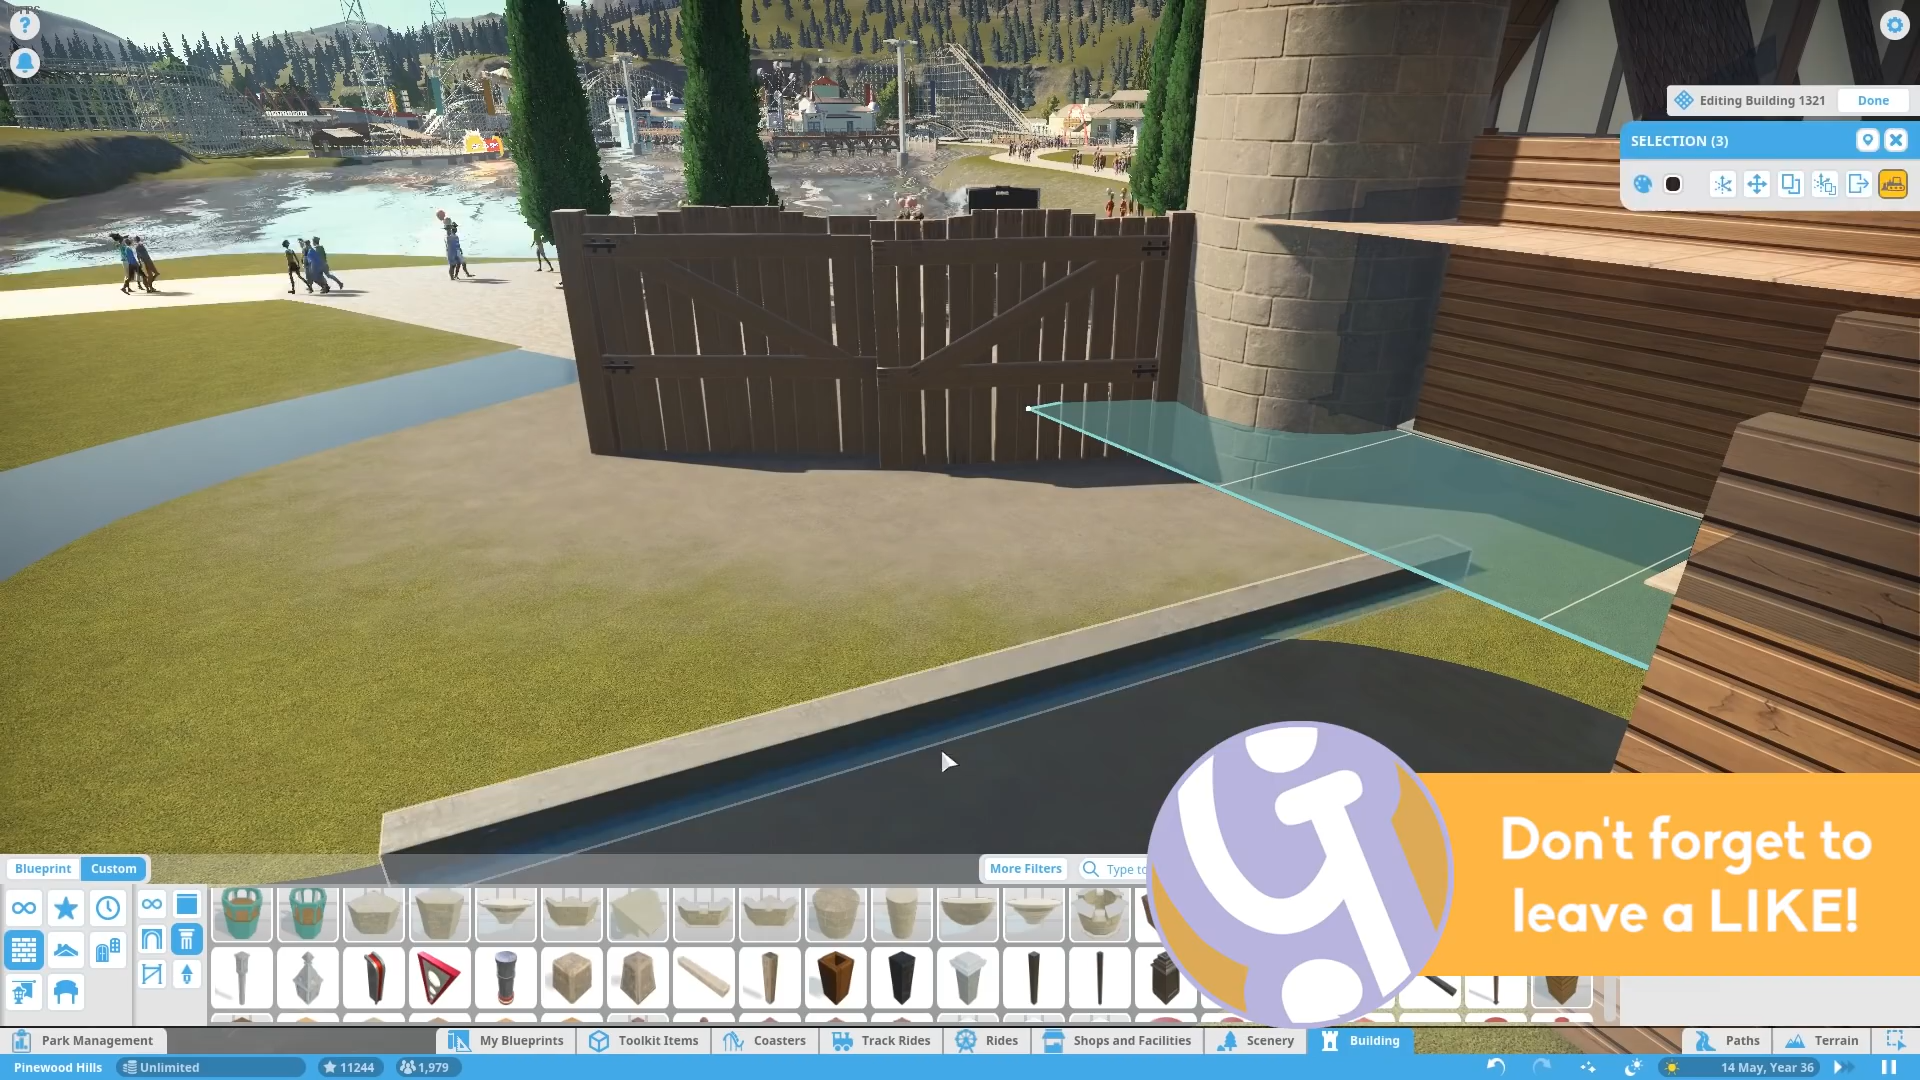 Editing Building 1321
Done
SELECTION (3)
Don't forget to
leave a LIKE!
Blueprint
Custom
More Filters
Type to
Park Management
My Blueprints
Toolkit Items
Coasters
Track Rides
Rides
Shops and Facilities
Scenery
Building
Paths
Terrain
Pinewood Hills
Unlimited
11244
1,979
14 May, Year 36